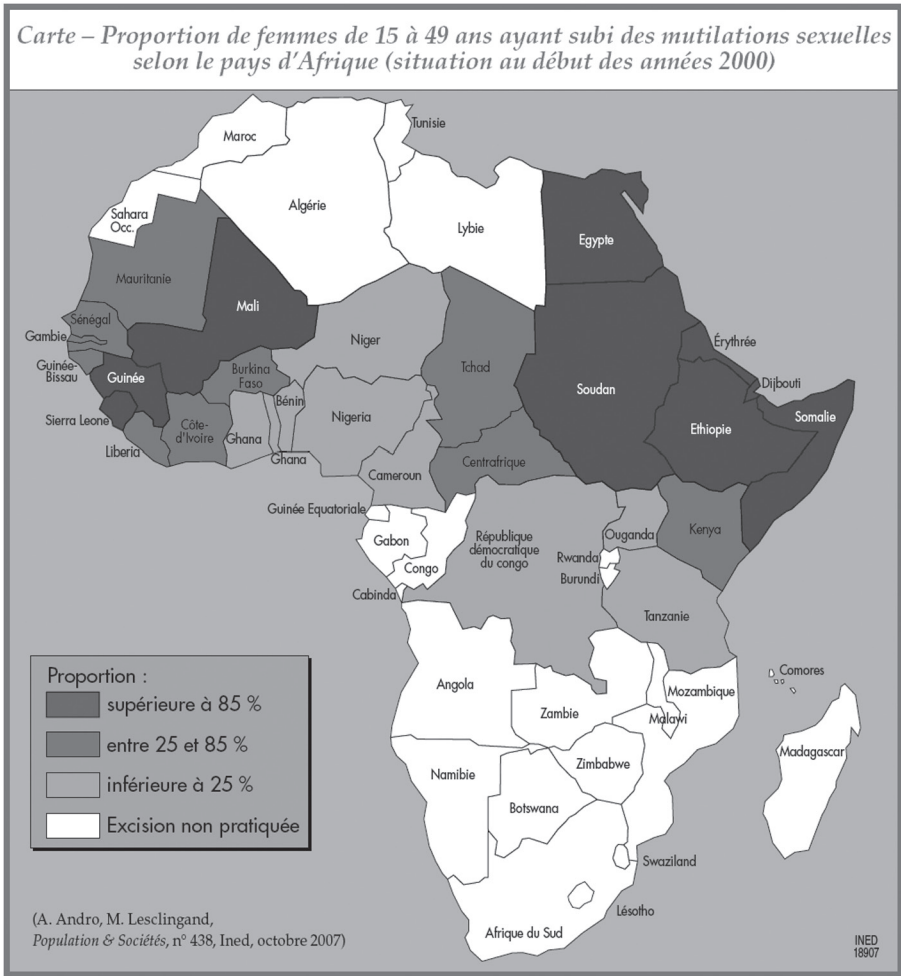 Carte – Proportion de femmes de 15 à 49 ans ayant subi des mutilations sexuelles
selon le pays d'Afrique (situation au début des années 2000)
Tunisie
Maroc
Algérie
Sahara
Occ.
Lybie
Egypte
Mauritanie
Mali
Sénégal
Gambie
Niger
Érythrée
Guinée-
Bissau
Guinée
Burkina
Faso
Tchad
Djibouti
Soudan
Bénin
Somalie
Sierra Leone
Nigeria
Côte-
d'Ivoire
Ghana
Ethiopie
Liberia
Ghana
Centrafrique
Cameroun
Guinée Equatoriale
Kenya
Ouganda
Gabon
République
démocratique
du congo
Rwanda
Congo
Burundi
Cabinda
Tanzanie
Comores
Angola
Mozambique
Zambie
Malawi
Madagascar
Zimbabwe
Namibie
Botswana
Swaziland
Lésotho
Afrique du Sud
Proportion :
supérieure à 85 %
entre 25 et 85 %
inférieure à 25 %
Excision non pratiquée
(A. Andro, M. Lesclingand,
Population & Sociétés, n° 438, Ined, octobre 2007)
INED
18907